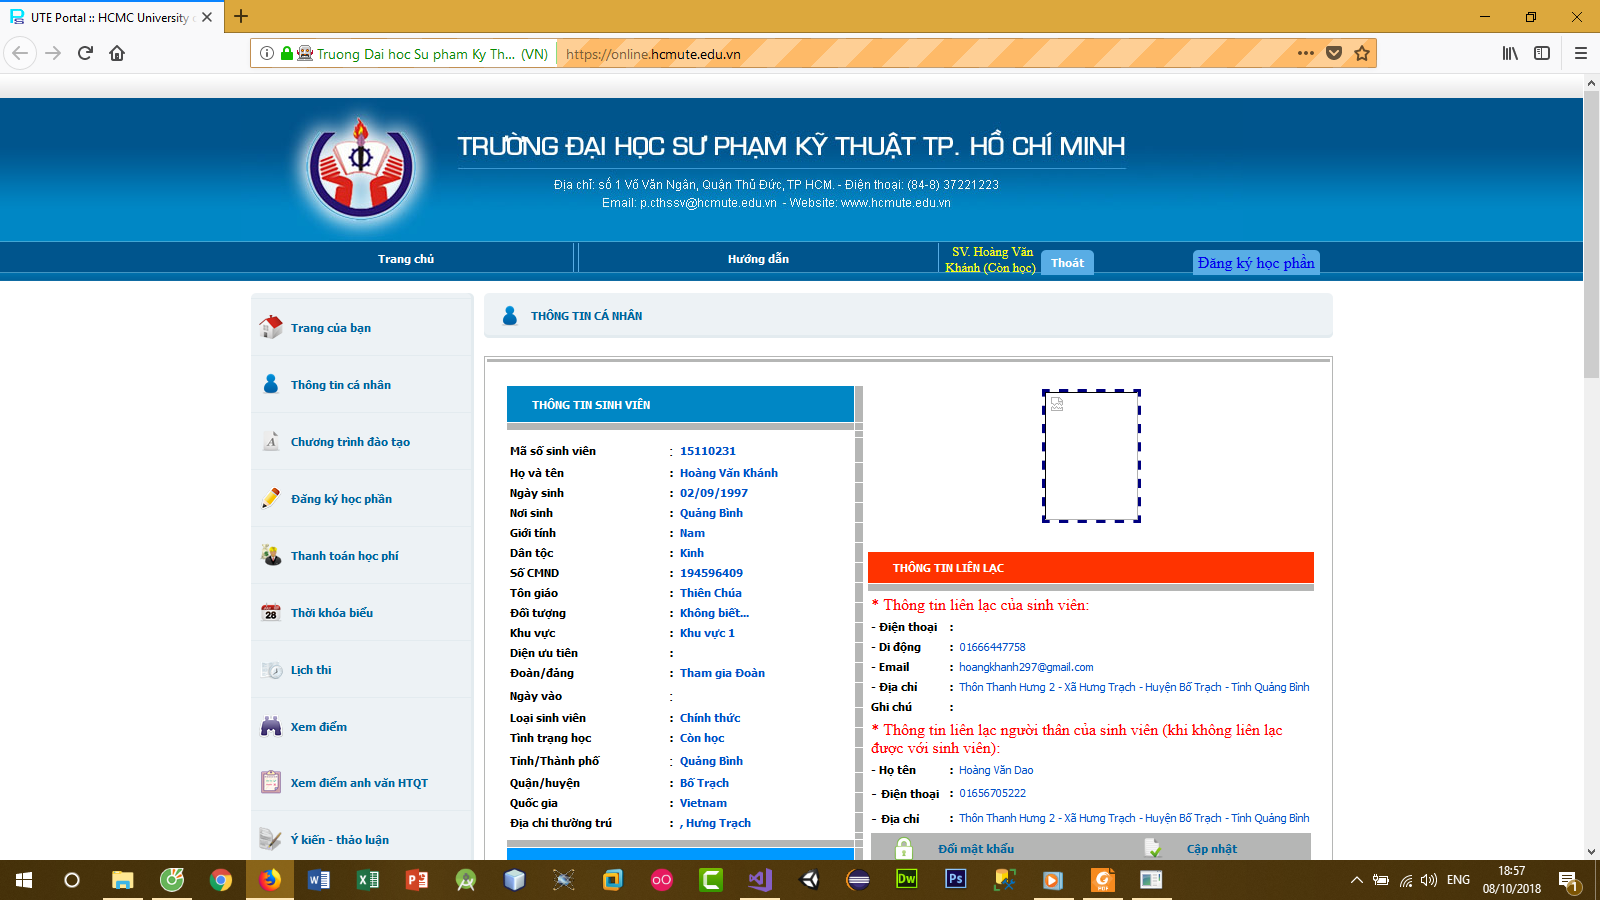 UTE Portal :: HCMC University
Truong Dai hoc Su pham Ky Th... (VN)
https://online.hcmute.edu.vn
TRƯỜNG ĐẠI HỌC SƯ PHẠM KỸ THUẬT TP. HỒ CHÍ MINH
Địa chỉ: số 1 Võ Văn Ngân, Quận Thủ Đức, TP HCM. - Điện thoại: (84-8) 37221223
Email: p.cthssv@hcmute.edu.vn - Website: www.hcmute.edu.vn
Trang chủ
Hướng dẫn
SV. Hoàng Văn
Khánh (Còn học)
Thoát
Đăng ký học phần
Trang của bạn
Thông tin cá nhân
Chương trình đào tạo
Đăng ký học phần
Thanh toán học phí
Thời khóa biểu
28
Lịch thi
Xem điểm
Xem điểm anh văn HTQT
Ý kiến - thảo luận
THÔNG TIN CÁ NHÂN
THÔNG TIN SINH VIÊN
Mã số sinh viên : 15110231
Họ và tên : Hoàng Văn Khánh
Ngày sinh : 02/09/1997
Nơi sinh : Quảng Bình
Giới tính : Nam
Dân tộc : Kinh
Số CMND : 194596409
Tôn giáo : Thiên Chúa
Đối tượng : Không biết...
Khu vực : Khu vực 1
Diện ưu tiên :
Đoàn/đảng : Tham gia Đoàn
Ngày vào :
Loại sinh viên : Chính thức
Tình trạng học : Còn học
Tỉnh/Thành phố : Quảng Bình
Quận/huyện : Bố Trạch
Quốc gia : Vietnam
Địa chỉ thường trú : , Hưng Trạch
THÔNG TIN LIÊN LẠC
* Thông tin liên lạc của sinh viên:
- Điện thoại :
- Di động : 01666447758
- Email : hoangkhanh297@gmail.com
- Địa chỉ : Thôn Thanh Hưng 2 - Xã Hưng Trạch - Huyện Bố Trạch - Tỉnh Quảng Bình
Ghi chú :
* Thông tin liên lạc người thân của sinh viên (khi không liên lạc
được với sinh viên):
- Họ tên : Hoàng Văn Dao
- Điện thoại : 01656705222
- Địa chỉ : Thôn Thanh Hưng 2 - Xã Hưng Trạch - Huyện Bố Trạch - Tỉnh Quảng Bình
Đổi mật khẩu
Cập nhật
ENG
18:57
08/10/2018
1